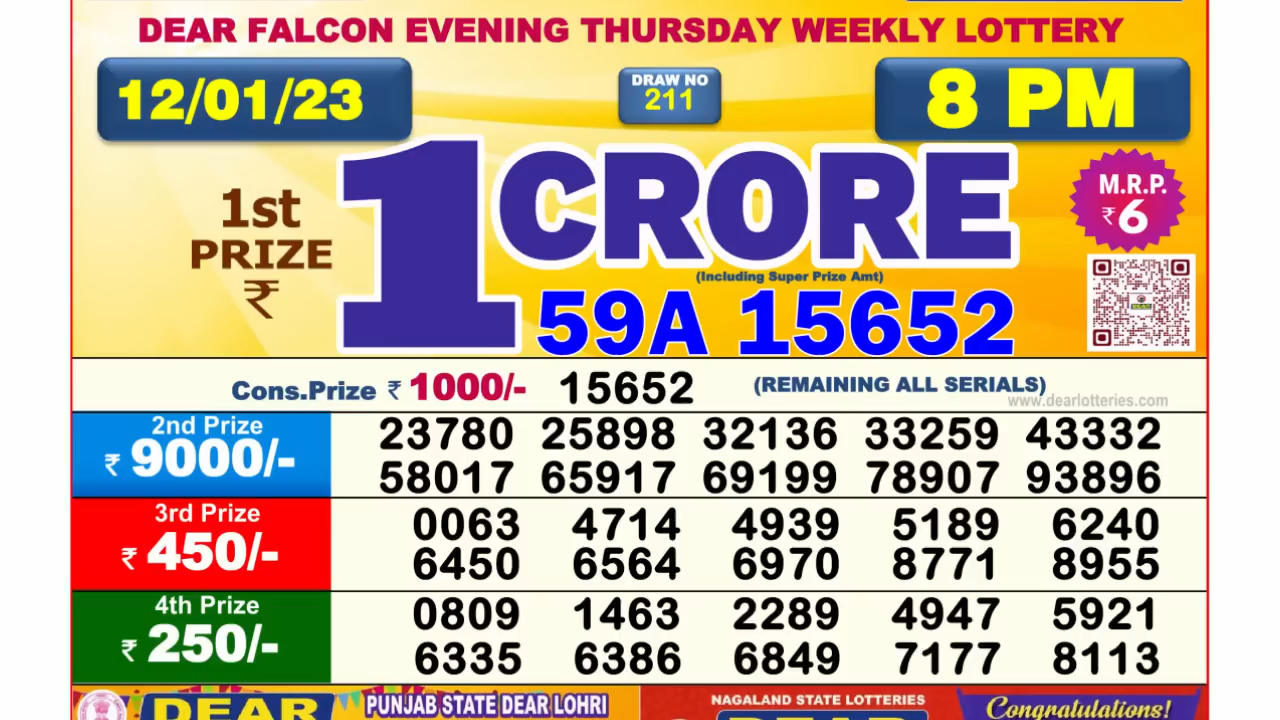 DEAR FALCON EVENING THURSDAY WEEKLY LOTTERY
12/01/23
DRAW NO
211
8 PM
1st
PRIZE
₹
1 CRORE
(Including Super Prize Amt)
59A 15652
M.R.P.
₹ 6
Cons.Prize ₹ 1000/- 15652 (REMAINING ALL SERIALS)
www.dearlotteries.com
2nd Prize
₹ 9000/-
23780 25898 32136 33259 43332
58017 65917 69199 78907 93896
3rd Prize
₹ 450/-
0063 4714 4939 5189 6240
6450 6564 6970 8771 8955
4th Prize
₹ 250/-
0809 1463 2289 4947 5921
6335 6386 6849 7177 8113
DEAR
PUNJAB STATE DEAR LOHRI
NAGALAND STATE LOTTERIES
DEAR
Congratulations!